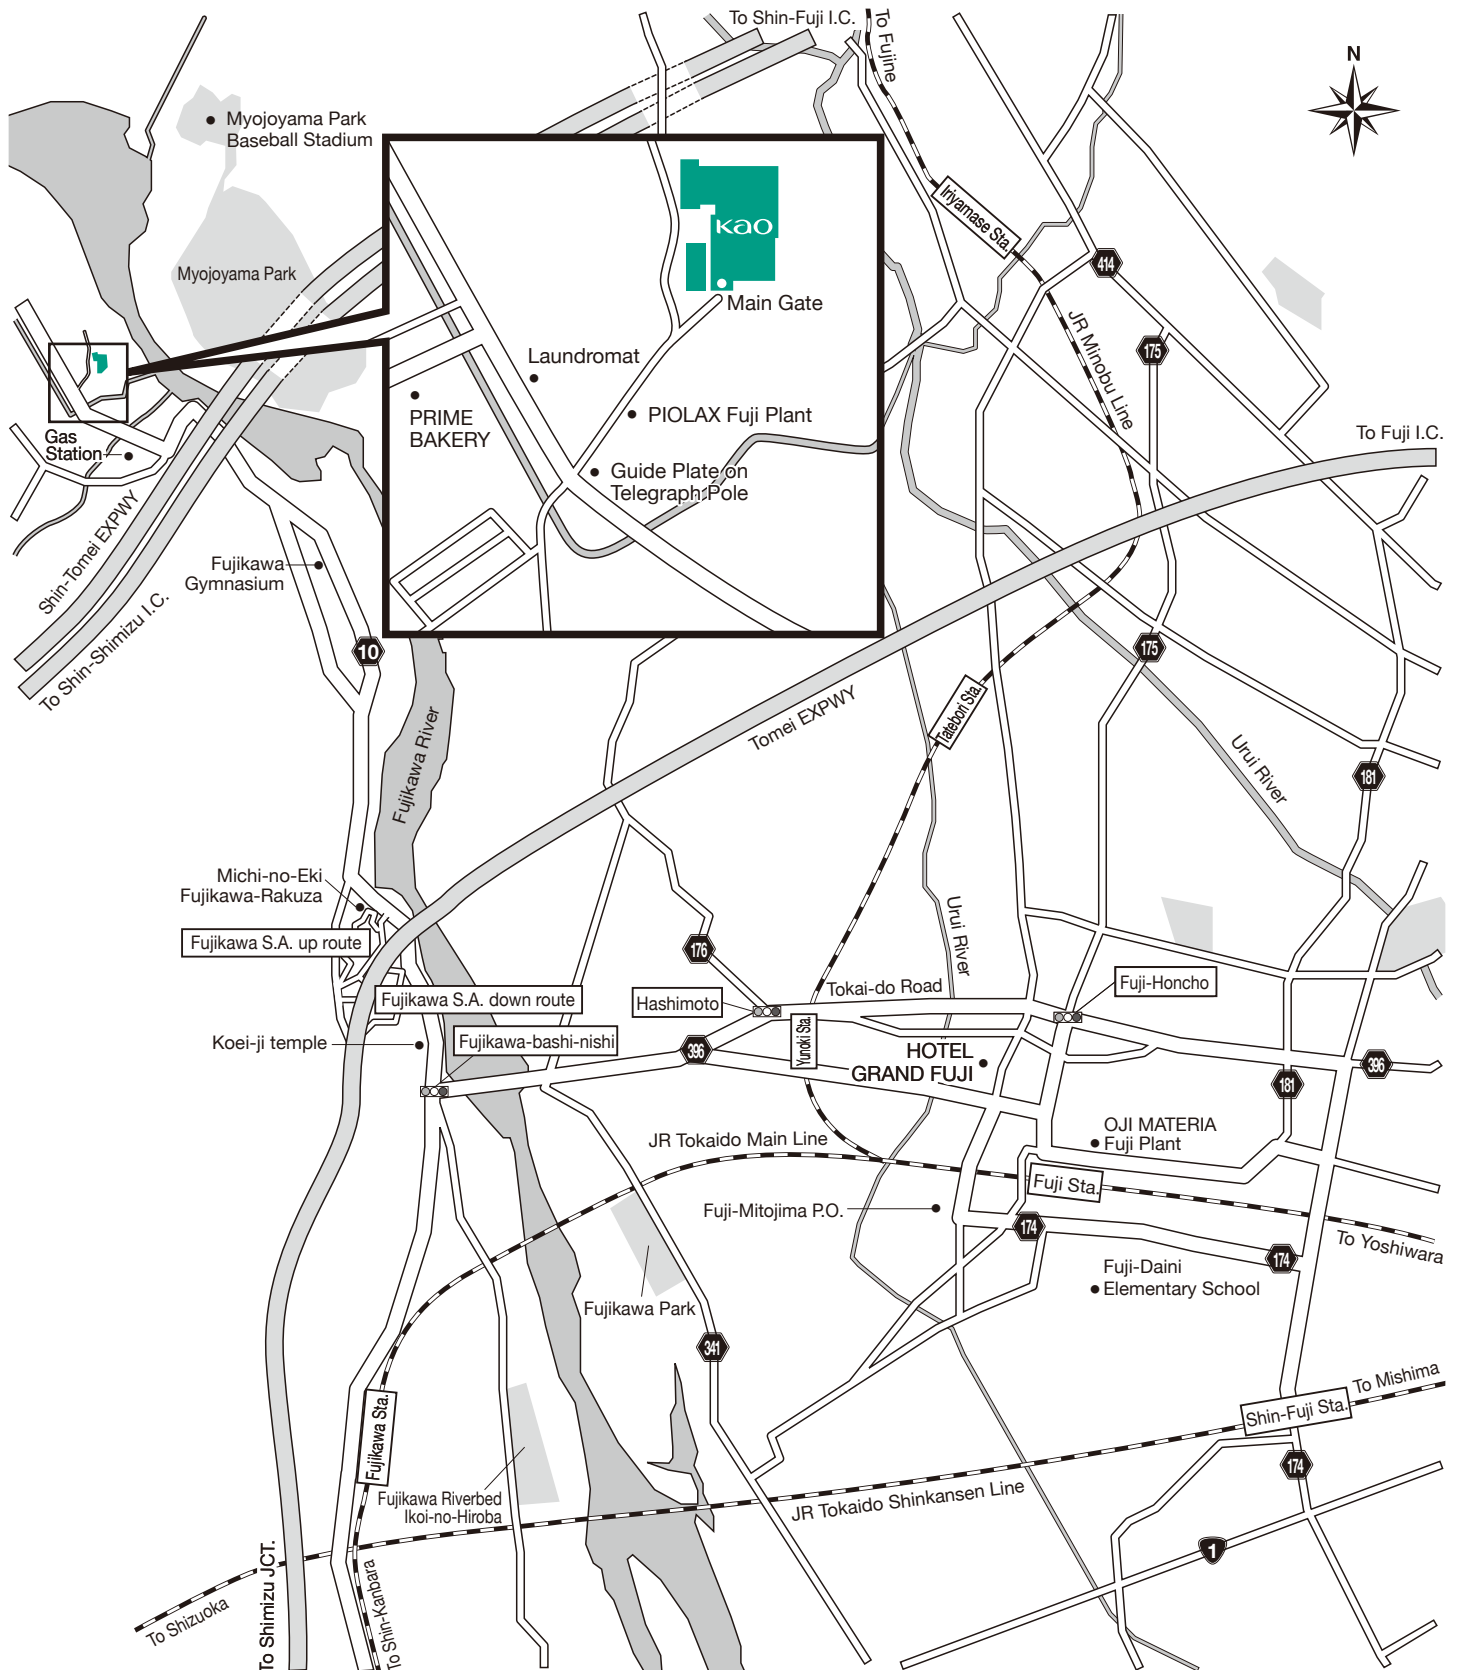 To Shin-Fuji I.C.
To Fujine
N
Myojoyama Park
Baseball Stadium
Myojoyama Park
Kao
Main Gate
Laundromat
PRIME
BAKERY
PIOLAX Fuji Plant
Guide Plate on
Telegraph Pole
Iriyamase Sta.
414
JR Minobu Line
175
To Fuji I.C.
Gas
Station
Shin-Tomei EXPWY
To Shin-Shimizu I.C.
Fujikawa
Gymnasium
10
Fujikawa River
Tomei EXPWY
Tatebori Sta.
175
Urui River
181
Michi-no-Eki
Fujikawa-Rakuza
Fujikawa S.A. up route
Fujikawa S.A. down route
Koei-ji temple
Fujikawa-bashi-nishi
176
Hashimoto
Tokai-do Road
Urui River
Fuji-Honcho
396
Yunoki Sta.
HOTEL
GRAND FUJI
396
181
OJI MATERIA
Fuji Plant
JR Tokaido Main Line
Fuji Sta.
Fuji-Mitojima P.O.
174
174
To Yoshiwara
Fuji-Daini
Elementary School
Fujikawa Park
341
Fujikawa Sta.
To Mishima
Shin-Fuji Sta.
174
Fujikawa Riverbed
Ikoi-no-Hiroba
JR Tokaido Shinkansen Line
1
To Shizuoka
To Shimizu JCT.
To Shin-Kanbara